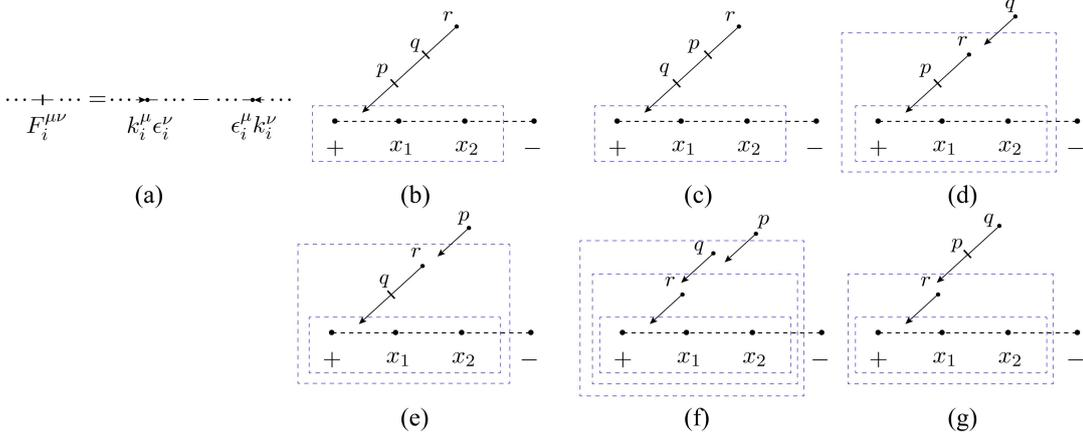 ⋯ ⋯ = ⋯ ⋯ − ⋯ ⋯
F_i^{μν} k_i^μ ϵ_i^ν ϵ_i^μ k_i^ν
(a)
r
q
p
+ x_1 x_2 −
(b)
r
p
q
+ x_1 x_2 −
(c)
q
r
p
+ x_1 x_2 −
(d)
p
r
q
+ x_1 x_2 −
(e)
p
q
r
+ x_1 x_2 −
(f)
q
p
r
+ x_1 x_2 −
(g)